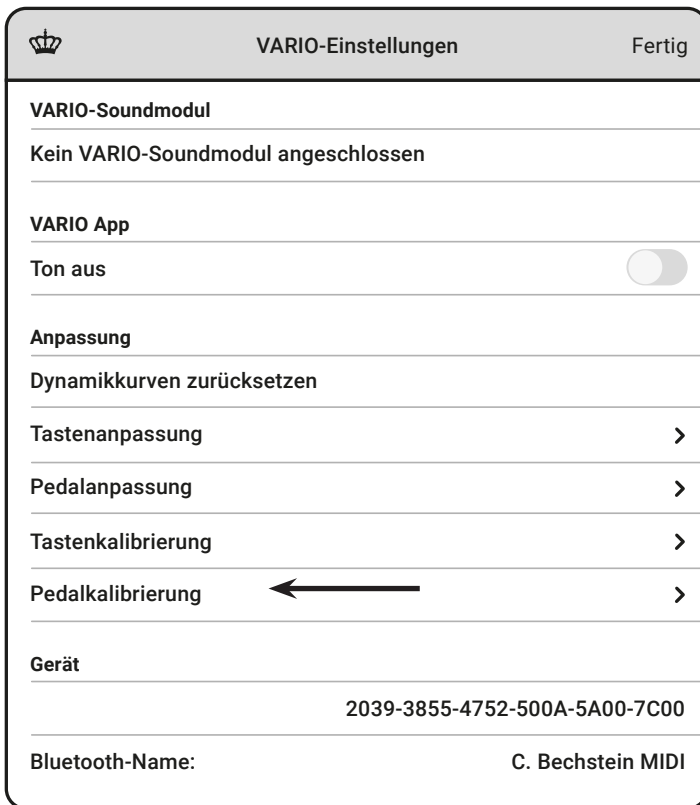 VARIO-Einstellungen Fertig
VARIO-Soundmodul
Kein VARIO-Soundmodul angeschlossen
VARIO App
Ton aus
Anpassung
Dynamikkurven zurücksetzen
Tastenanpassung
Pedalanpassung
Tastenkalibrierung
Pedalkalibrierung
Gerät
2039-3855-4752-500A-5A00-7C00
Bluetooth-Name: C. Bechstein MIDI